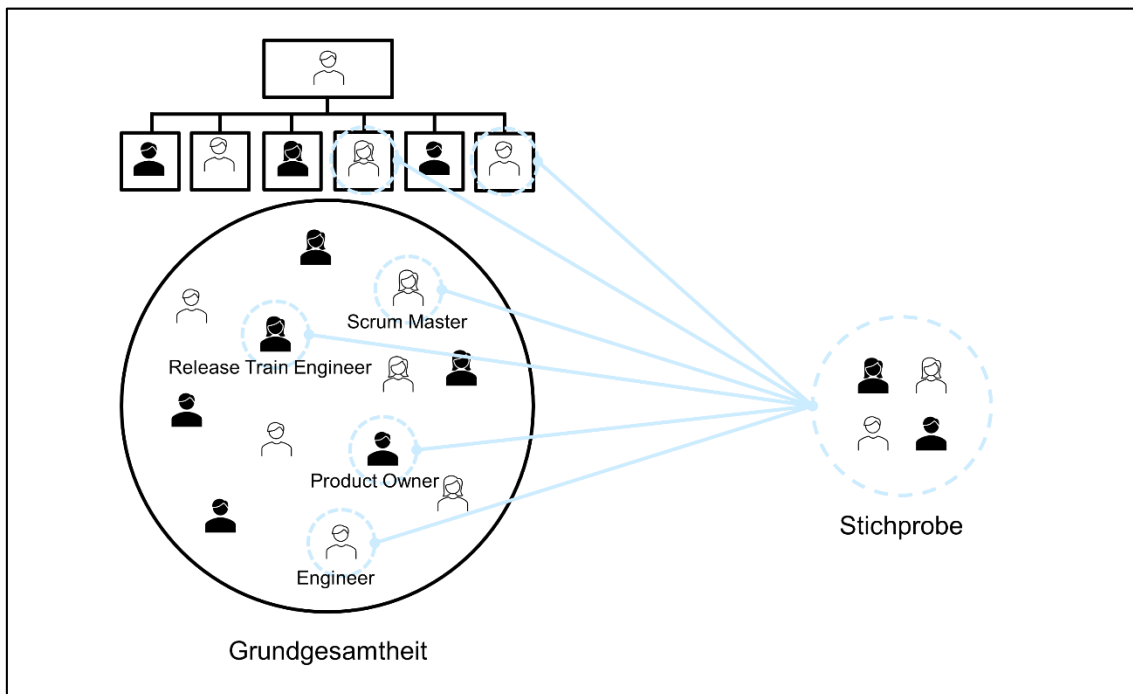 Scrum Master
Release Train Engineer
Product Owner
Engineer
Stichprobe
Grundgesamtheit